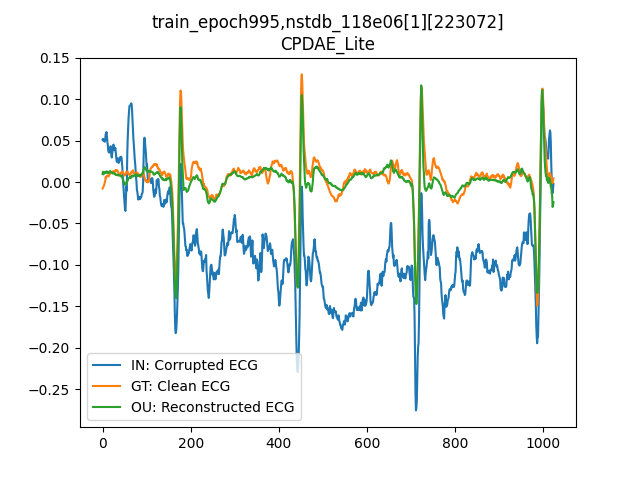 train_epoch995,nstdb_118e06[1][223072]
CPDAE_Lite
0.15
0.10
0.05
0.00
−0.05
−0.10
−0.15
−0.20
−0.25
IN: Corrupted ECG
GT: Clean ECG
OU: Reconstructed ECG
0 200 400 600 800 1000